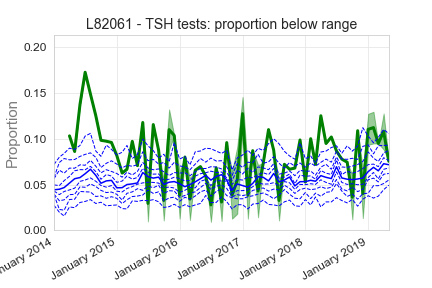 L82061 - TSH tests: proportion below range
Proportion
0.20
0.15
0.10
0.05
0.00
January 2015
January 2016
January 2017
January 2018
January 2019